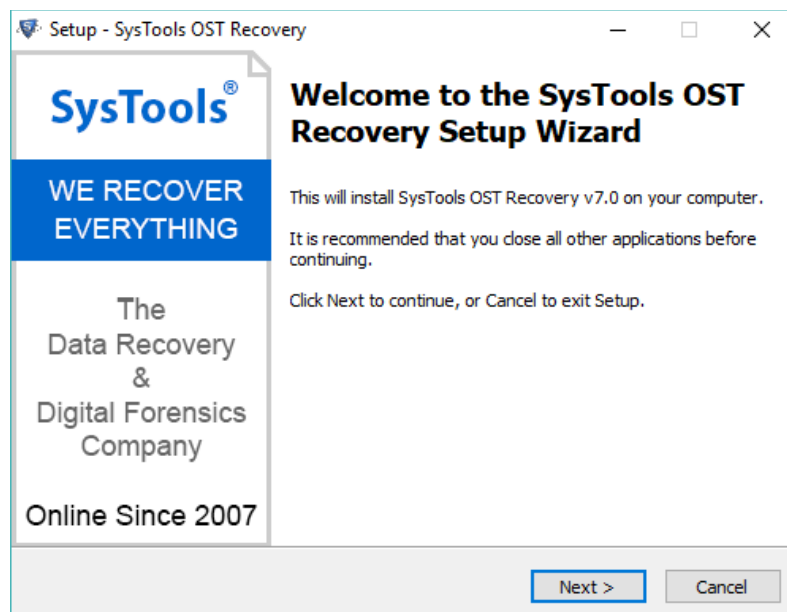 Setup - SysTools OST Recovery
SysTools®
WE RECOVER
EVERYTHING
The
Data Recovery
&
Digital Forensics
Company
Online Since 2007
Welcome to the SysTools OST
Recovery Setup Wizard
This will install SysTools OST Recovery v7.0 on your computer.
It is recommended that you close all other applications before
continuing.
Click Next to continue, or Cancel to exit Setup.
Next >
Cancel